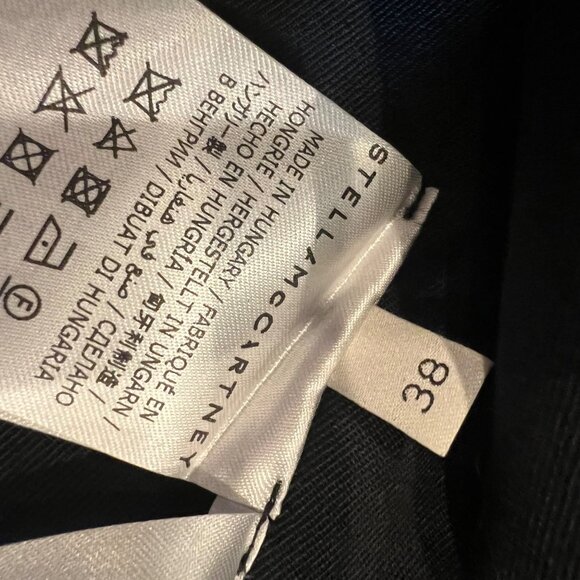 STELLAMCCARTNEY
MADE IN HUNGARY / FABRIQUÉ EN
HONGRIE / HERGESTELLT IN UNGARN
/ HECHO EN HUNGRÍA / 匈牙利制造 /
ハンガリー製 / صنع في هنغاريا / СДЕЛАНО
В ВЕНГРИИ / DIBUAT DI HUNGARIA
F
38